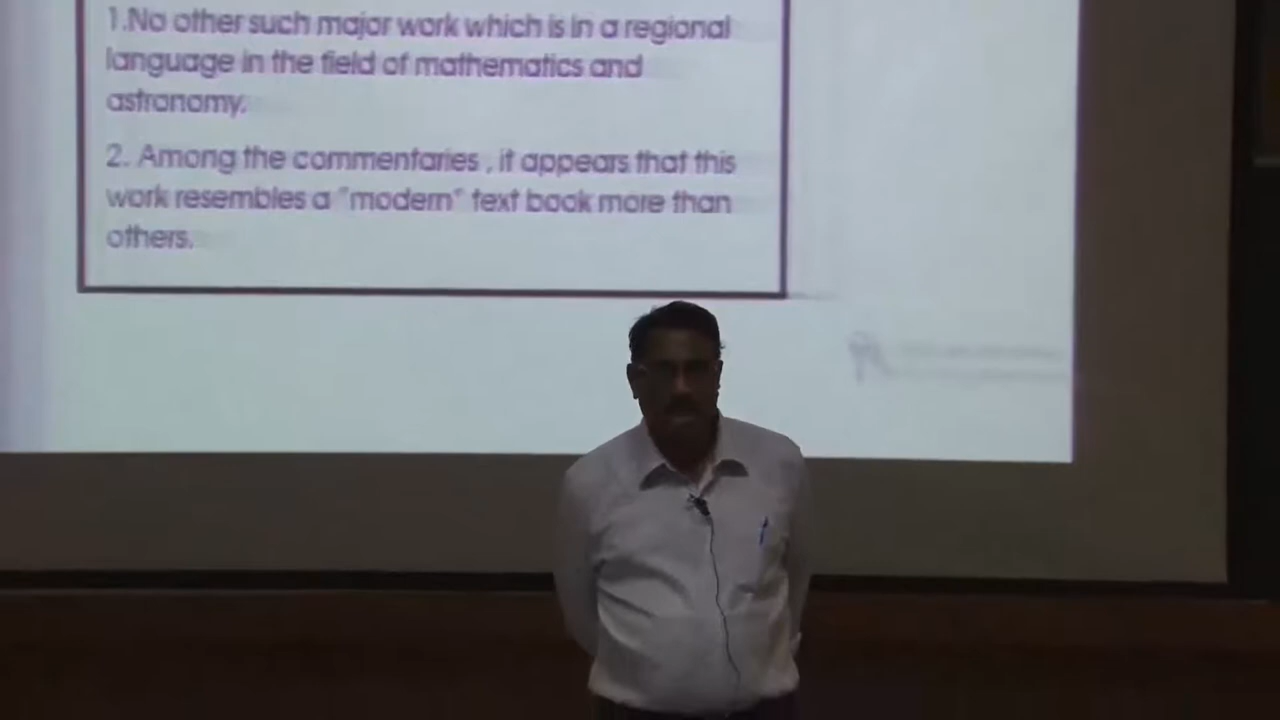 1.No other such major work which is in a regional
language in the field of mathematics and
astronomy.
2. Among the commentaries , it appears that this
work resembles a "modern" text book more than
others.